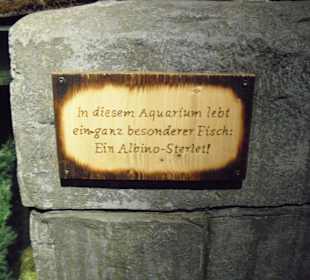 In diesem Aquarium lebt
ein ganz besonderer Fisch:
Ein Albino-Sterlet!